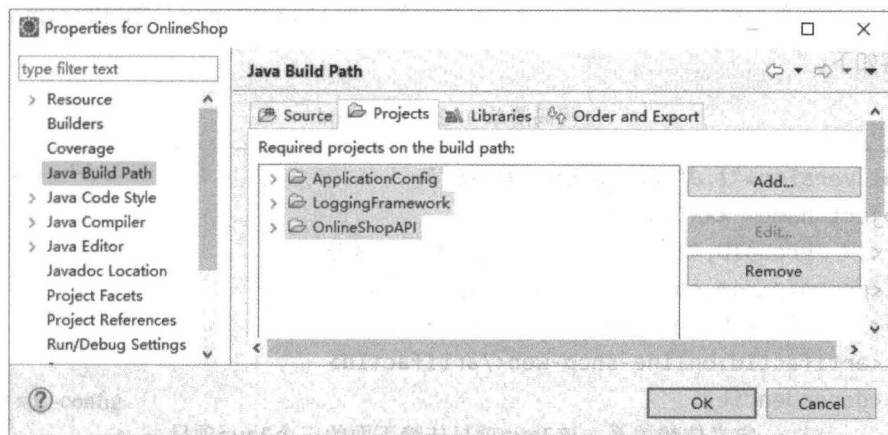 Properties for OnlineShop
type filter text
Resource
Builders
Coverage
Java Build Path
Java Code Style
Java Compiler
Java Editor
Javadoc Location
Project Facets
Project References
Run/Debug Settings
Java Build Path
Source Projects Libraries Order and Export
Required projects on the build path:
ApplicationConfig
LoggingFramework
OnlineShopAPI
Add...
Edit...
Remove
OK
Cancel